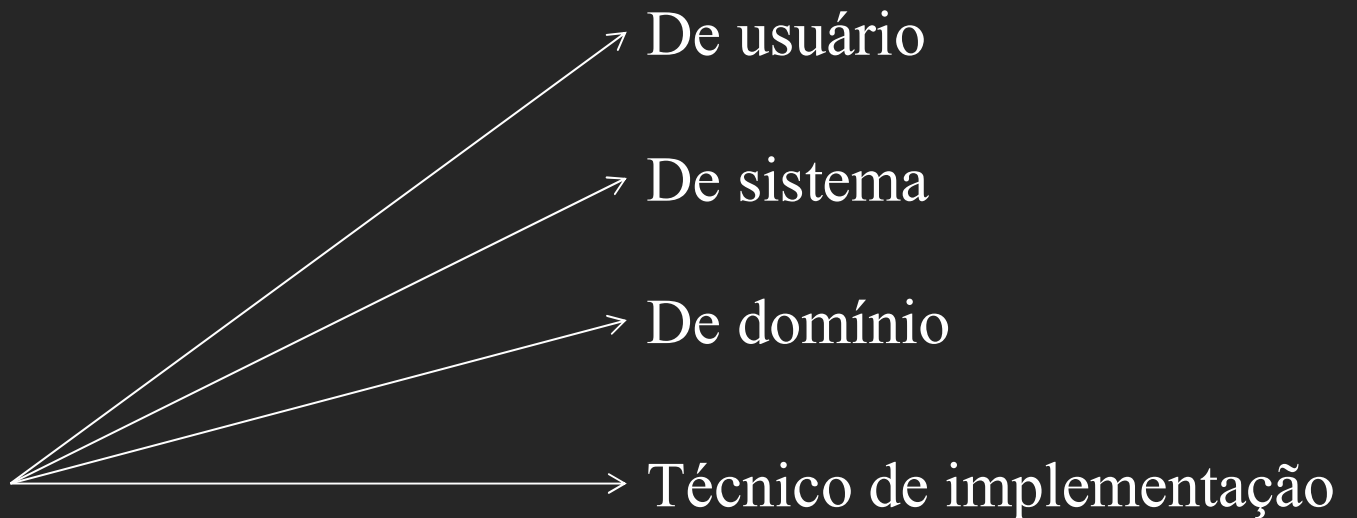 De usuário
De sistema
De domínio
Técnico de implementação